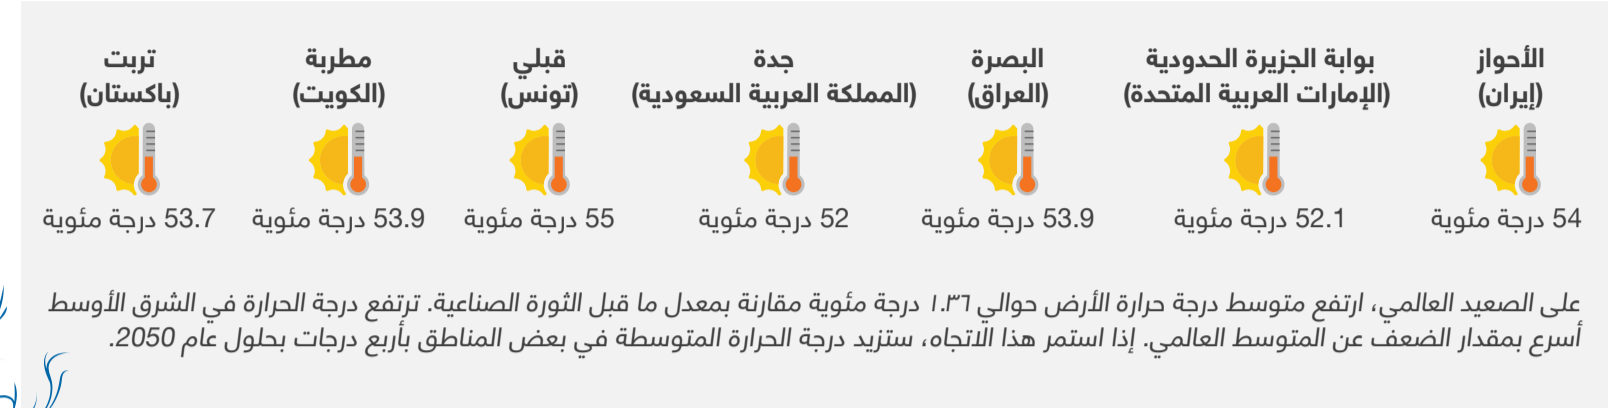 الأحواز
(إيران)
54 درجة مئوية
بوابة الجزيرة الحدودية
(الإمارات العربية المتحدة)
52.1 درجة مئوية
البصرة
(العراق)
53.9 درجة مئوية
جدة
(المملكة العربية السعودية)
52 درجة مئوية
قبلي
(تونس)
55 درجة مئوية
مطربة
(الكويت)
53.9 درجة مئوية
تربت
(باكستان)
53.7 درجة مئوية
على الصعيد العالمي، ارتفع متوسط درجة حرارة الأرض حوالي ١.٣٦ درجة مئوية مقارنة بمعدل ما قبل الثورة الصناعية. ترتفع درجة الحرارة في الشرق الأوسط
أسرع بمقدار الضعف عن المتوسط العالمي. إذا استمر هذا الاتجاه، ستزيد درجة الحرارة المتوسطة في بعض المناطق بأربع درجات بحلول عام 2050.